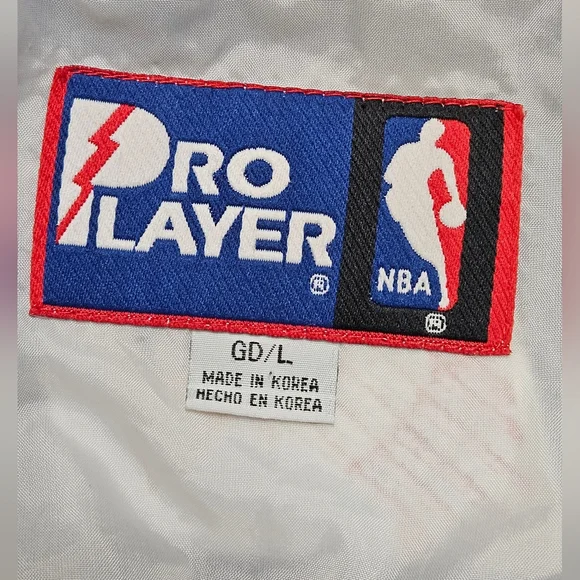 PRO
PLAYER®
NBA
®
GD/L
MADE IN KOREA
HECHO EN KOREA